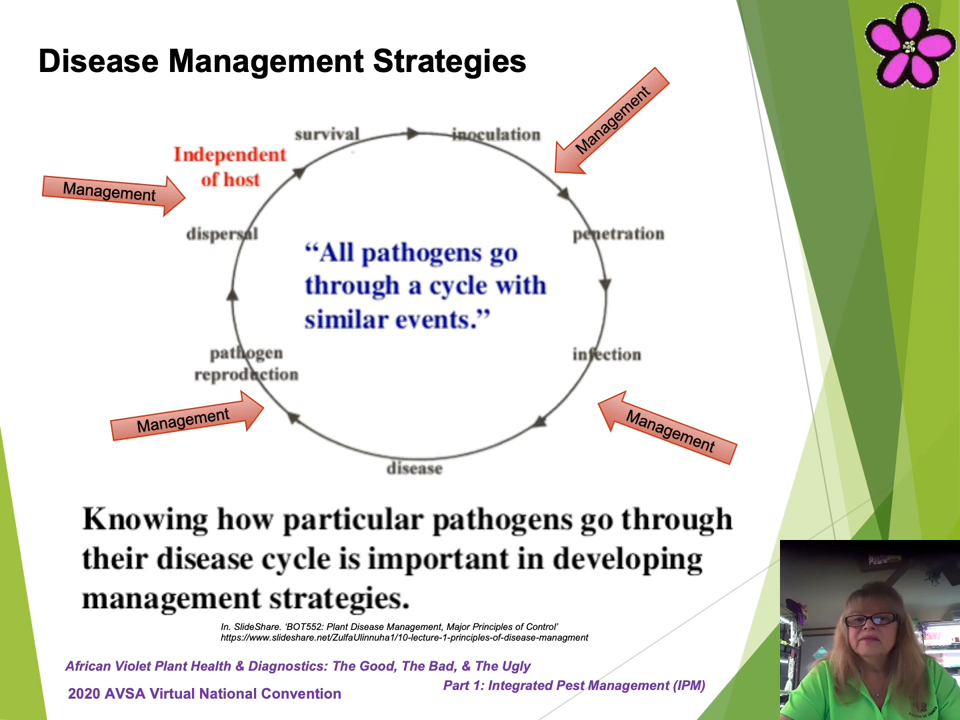 Disease Management Strategies
Management
survival
inoculation
Independent
of host
Management
dispersal
penetration
“All pathogens go
through a cycle with
similar events.”
pathogen
reproduction
infection
Management
Management
disease
Knowing how particular pathogens go through
their disease cycle is important in developing
management strategies.
In. SlideShare. ‘BOT552: Plant Disease Management, Major Principles of Control’
https://www.slideshare.net/ZulfaUlinnuha1/10-lecture-1-principles-of-disease-managment
African Violet Plant Health & Diagnostics: The Good, The Bad, & The Ugly
Part 1: Integrated Pest Management (IPM)
2020 AVSA Virtual National Convention